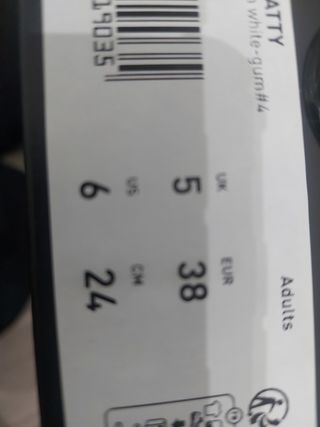 ATTY
white-gum#4
19035
UK US
5 6
EUR CM
38 24
Adults